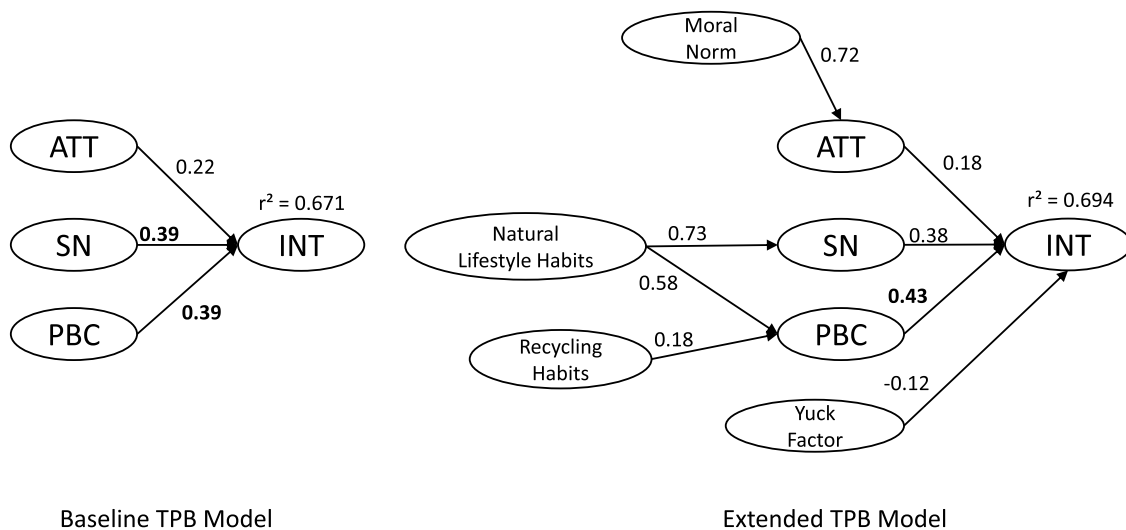 ATT
0.22
r² = 0.671
SN
0.39
INT
0.39
PBC
Baseline TPB Model
Moral
Norm
0.72
ATT
0.18
r² = 0.694
Natural
Lifestyle Habits
0.73
SN
0.38
INT
0.58
0.43
Recycling
Habits
0.18
PBC
-0.12
Yuck
Factor
Extended TPB Model